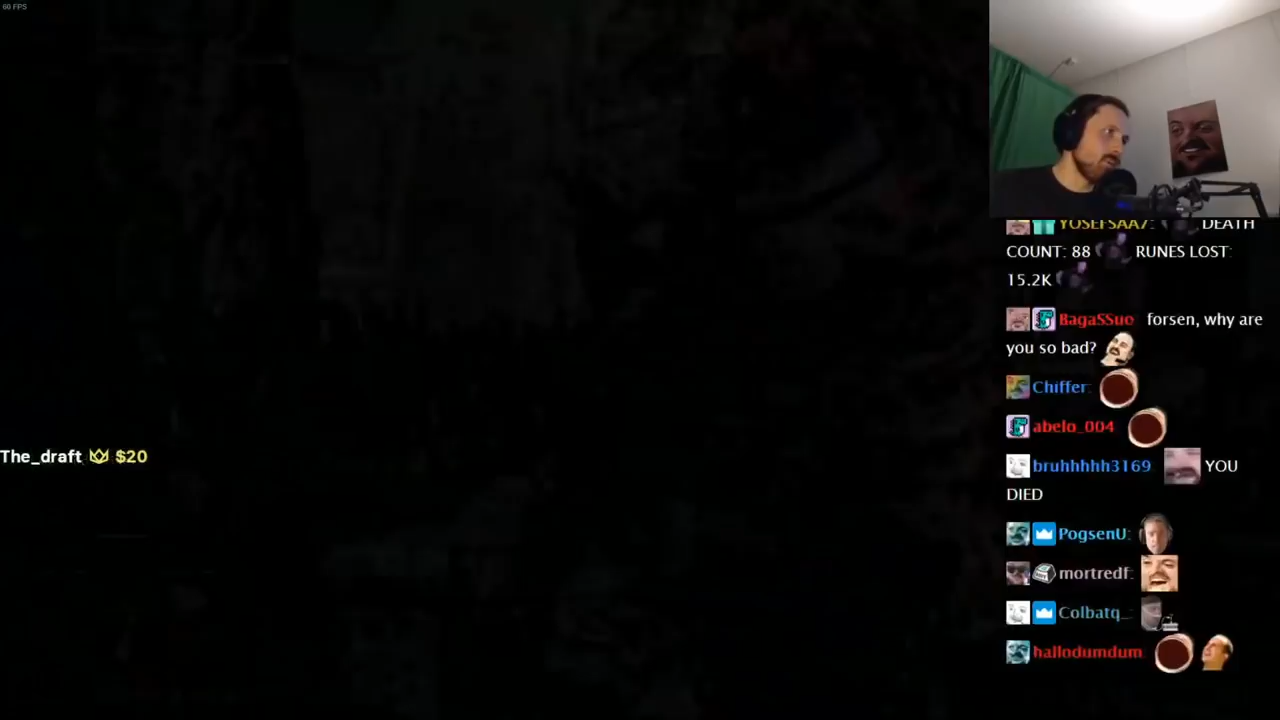 60 FPS
YOSEFSAA7: DEATH
COUNT: 88 RUNES LOST:
15.2K
BagaSSuo forsen, why are
you so bad?
Chiffer:
abelo_004
bruhhhhh3169 YOU
DIED
The_draft $20
PogsenU:
mortredf:
Colbatq_:
hallodumdum